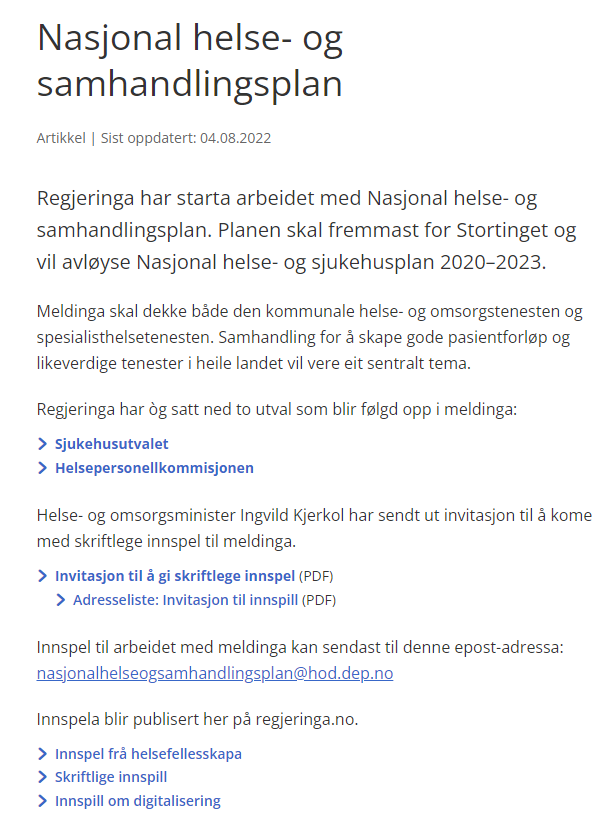 Nasjonal helse- og
samhandlingsplan
Artikkel | Sist oppdatert: 04.08.2022
Regjeringa har starta arbeidet med Nasjonal helse- og
samhandlingsplan. Planen skal fremmast for Stortinget og
vil avløyse Nasjonal helse- og sjukehusplan 2020–2023.
Meldinga skal dekke både den kommunale helse- og omsorgstenesten og
spesialisthelsetenesten. Samhandling for å skape gode pasientforløp og
likeverdige tenester i heile landet vil vere eit sentralt tema.
Regjeringa har òg satt ned to utval som blir følgd opp i meldinga:
Sjukehusutvalet
Helsepersonellkommisjonen
Helse- og omsorgsminister Ingvild Kjerkol har sendt ut invitasjon til å kome
med skriftlege innspel til meldinga.
Invitasjon til å gi skriftlege innspel (PDF)
Adresseliste: Invitasjon til innspill (PDF)
Innspel til arbeidet med meldinga kan sendast til denne epost-adressa:
nasjonalhelseogsamhandlingsplan@hod.dep.no
Innspela blir publisert her på regjeringa.no.
Innspel frå helsefellesskapa
Skriftlige innspill
Innspill om digitalisering